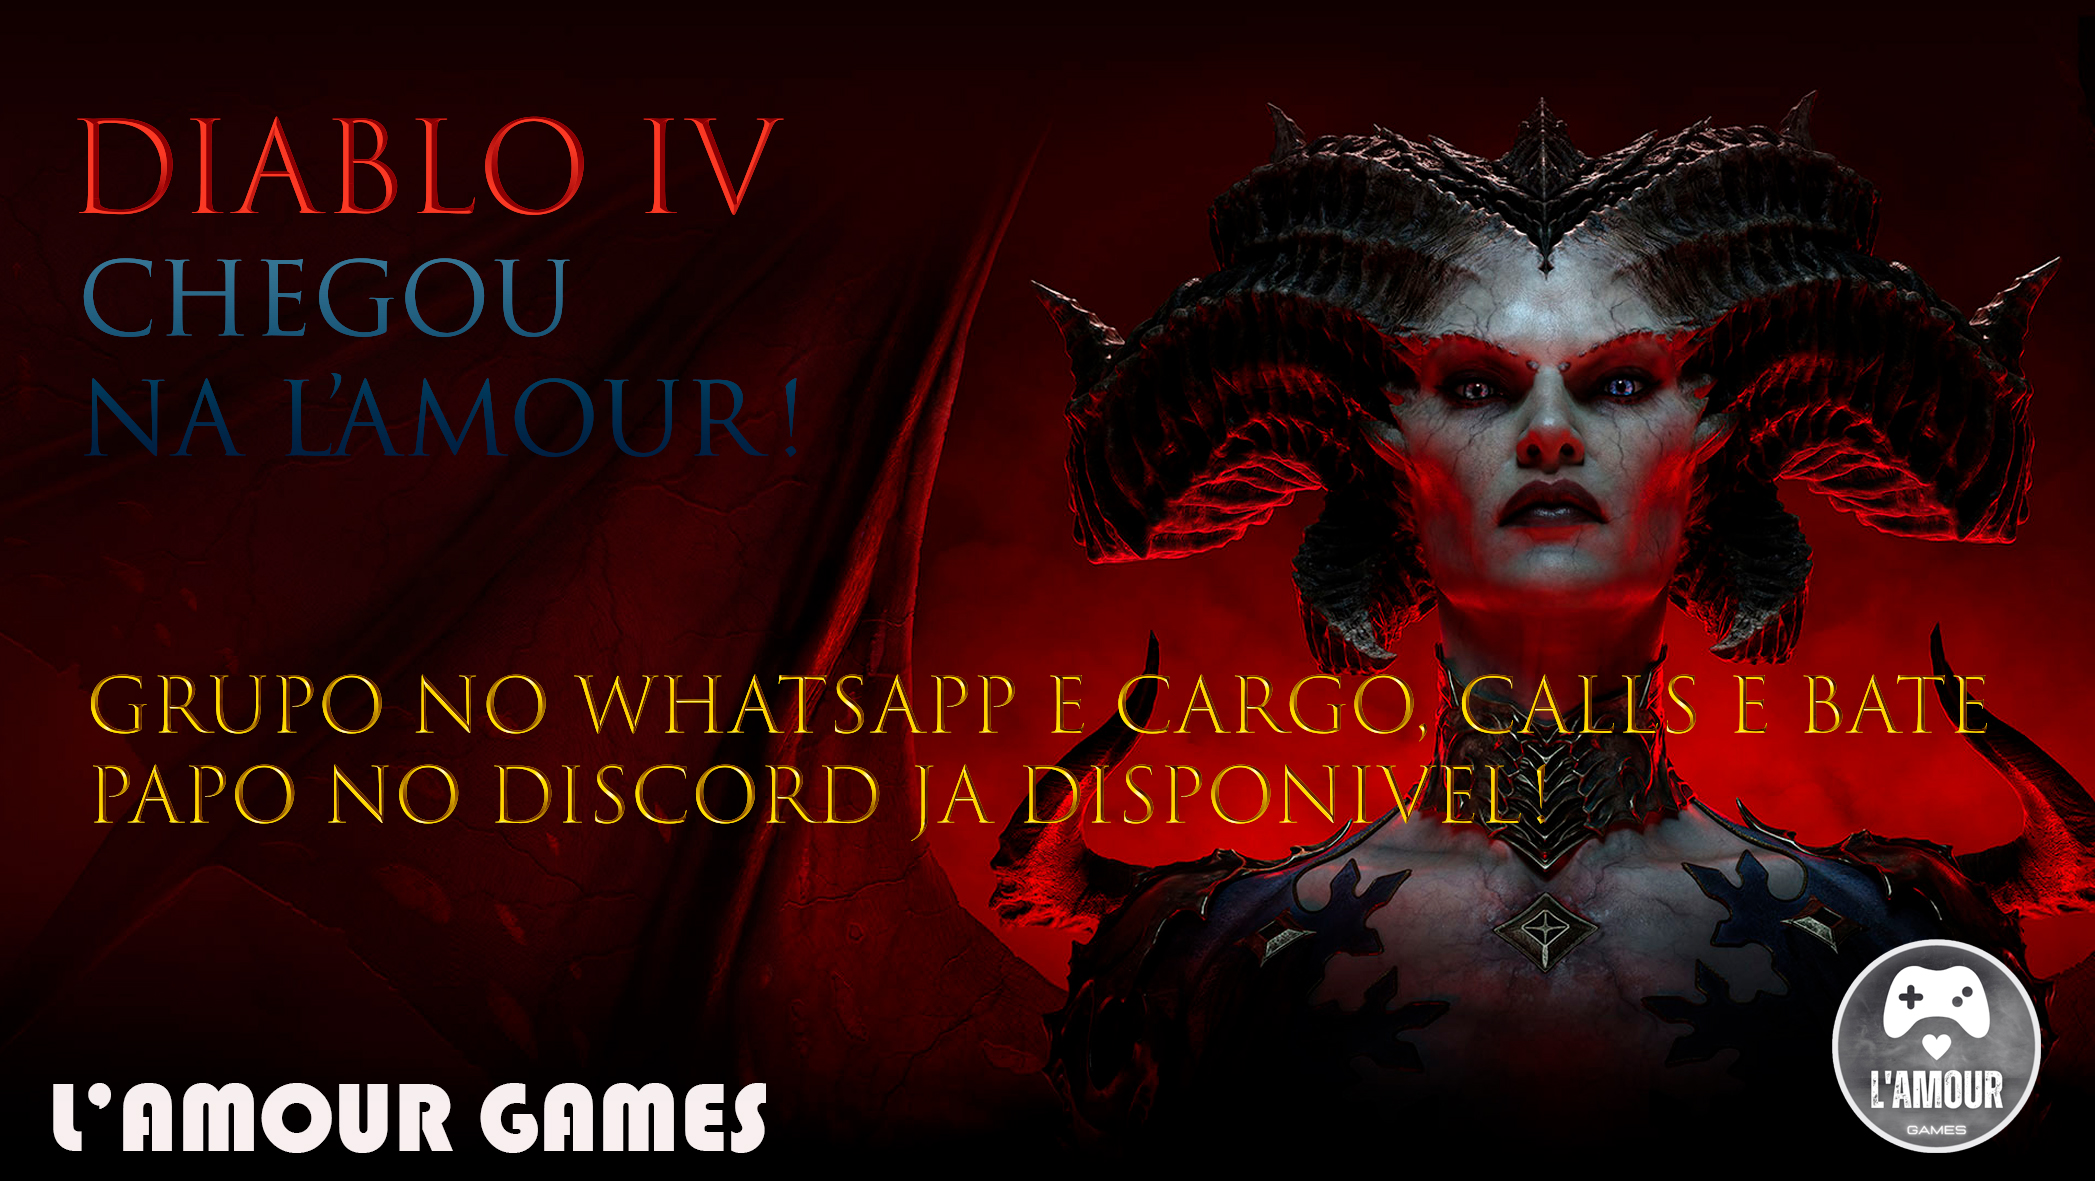 DIABLO IV
CHEGOU
NA L'AMOUR!
GRUPO NO WHATSAPP E CARGO, CALLS E BATE
PAPO NO DISCORD JA DISPONIVEL!
L'AMOUR GAMES
L'AMOUR
GAMES